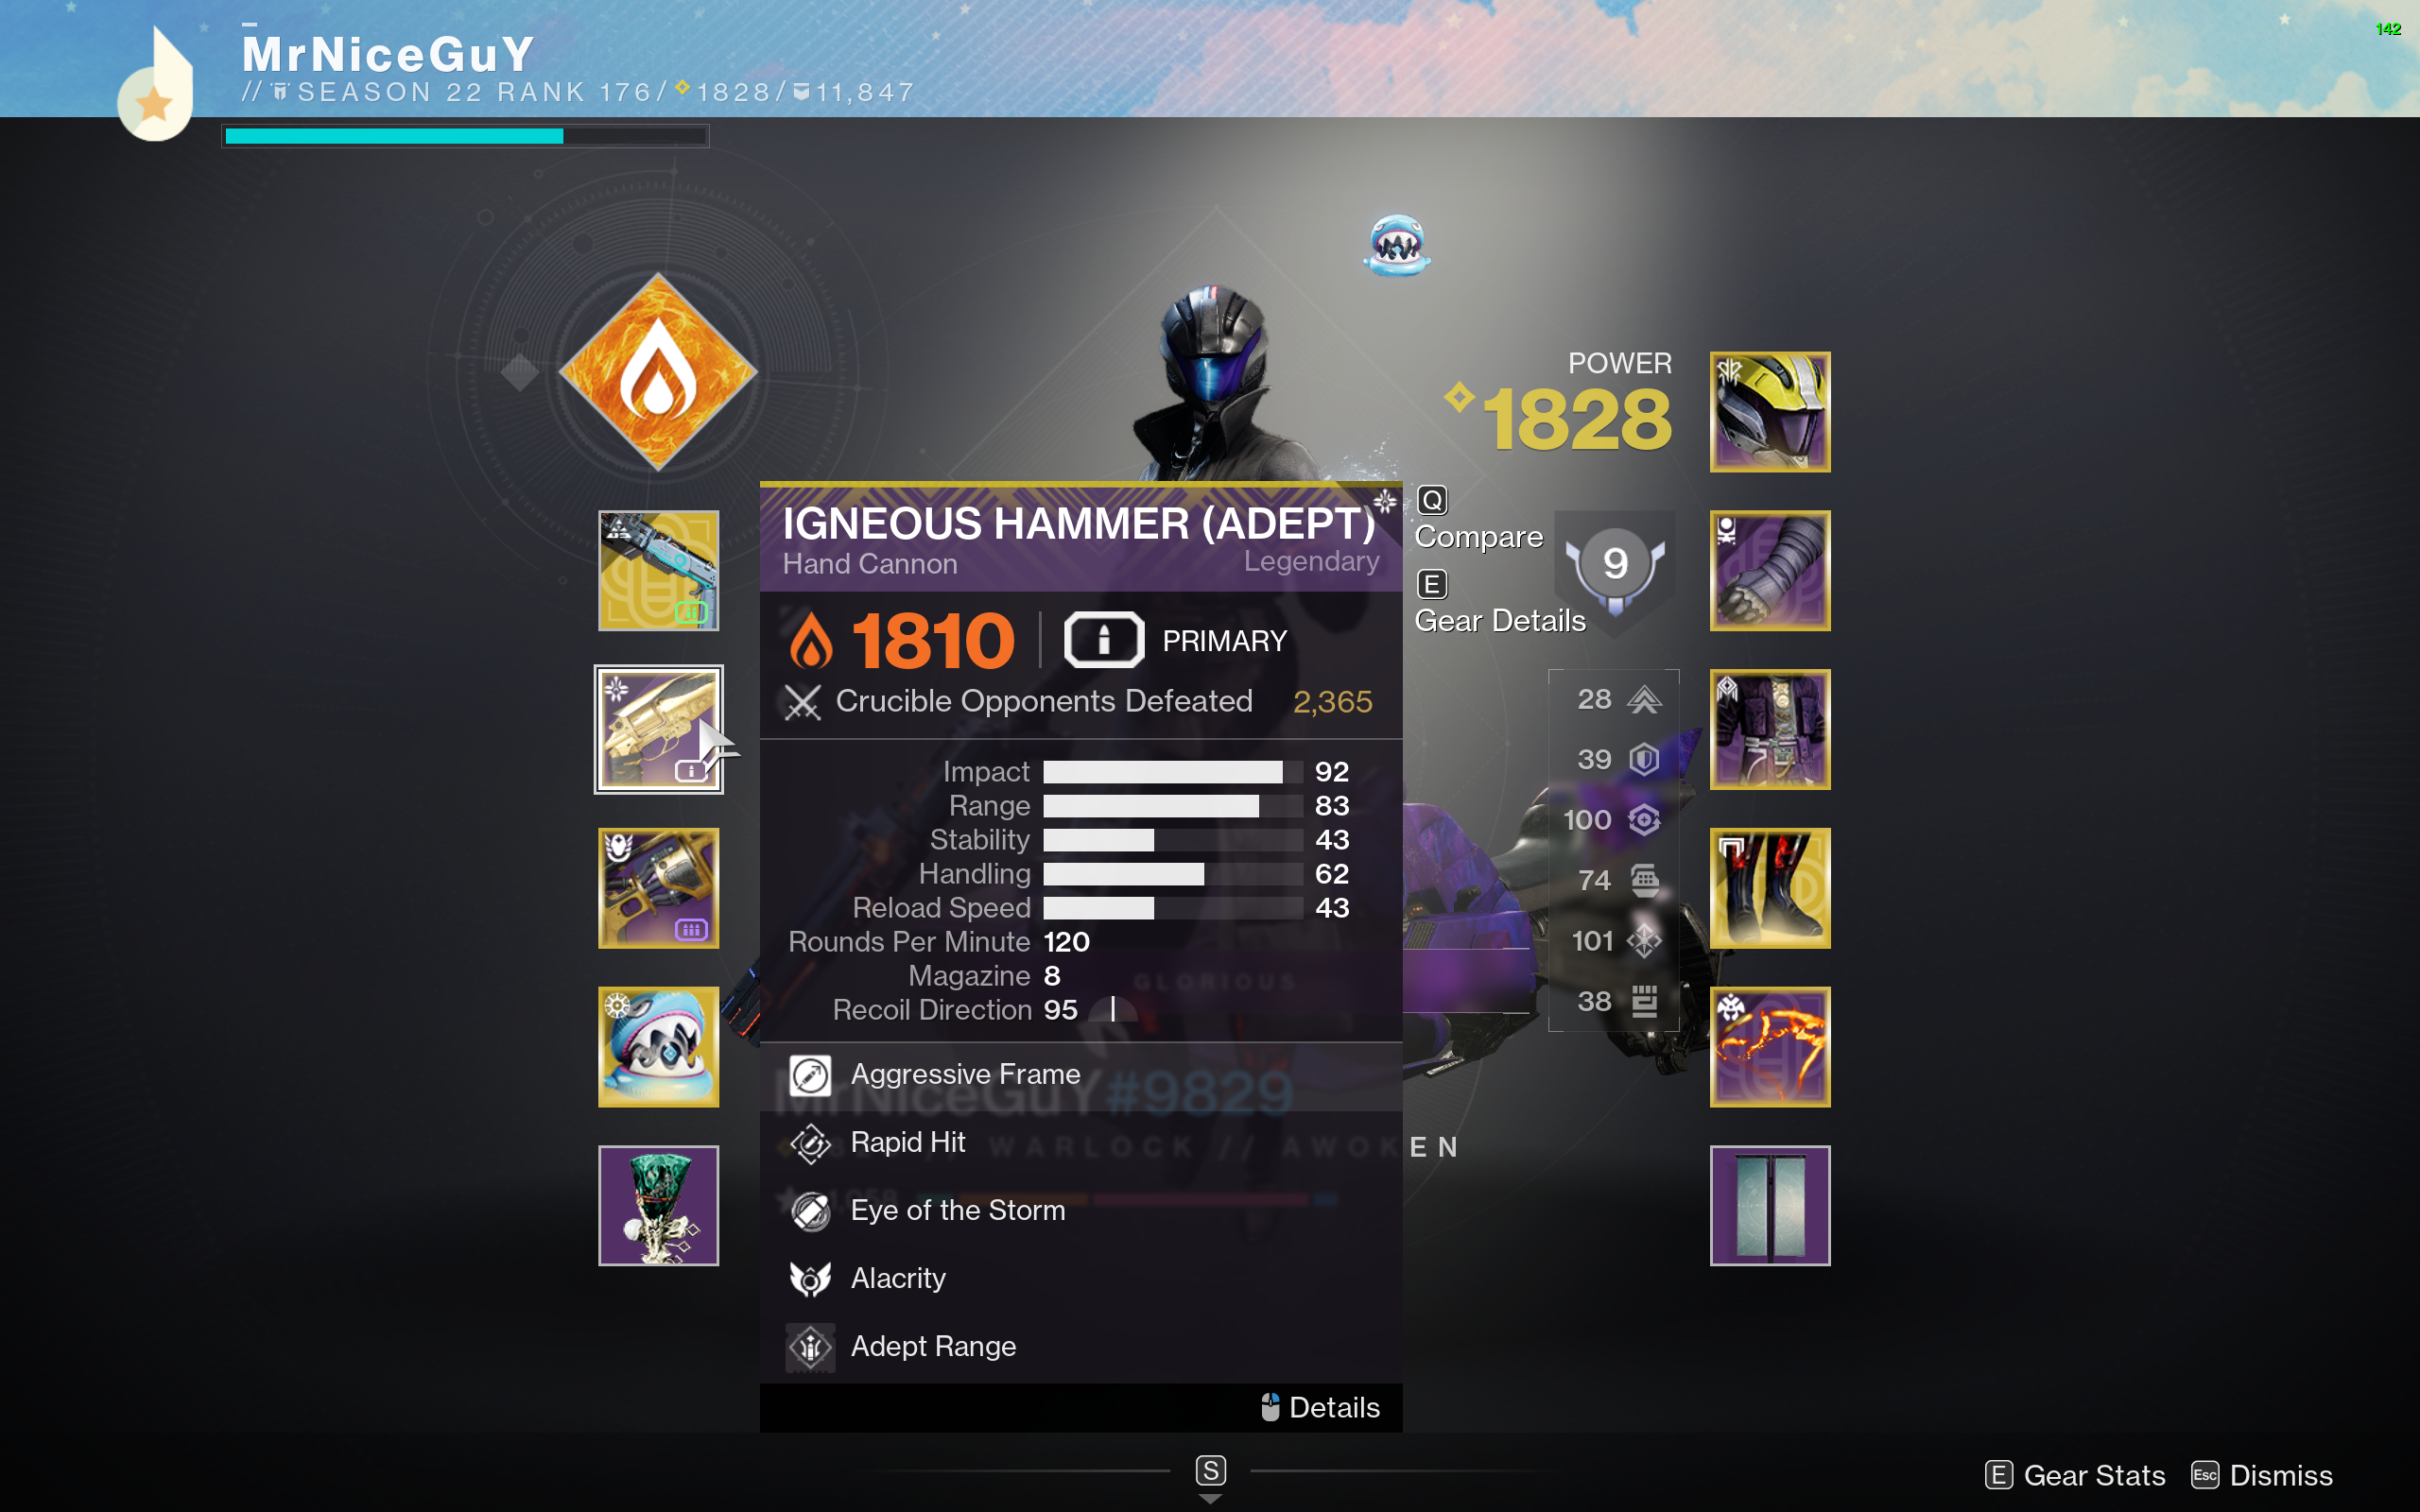 142
MrNiceGuY
// SEASON 22 RANK 176/ 1828/ 11,847
POWER
1828
IGNEOUS HAMMER (ADEPT)
Hand Cannon
Legendary
Q
Compare
E
Gear Details
9
1810
PRIMARY
Crucible Opponents Defeated 2,365
Impact 92
Range 83
Stability 43
Handling 62
Reload Speed 43
Rounds Per Minute 120
Magazine 8
Recoil Direction 95
28
39
100
74
101
38
GLORIOUS
Aggressive Frame
MrNiceGuY#9829
Rapid Hit
WARLOCK // AWOKEN
Eye of the Storm
Alacrity
Adept Range
Details
S
E Gear Stats
Esc Dismiss